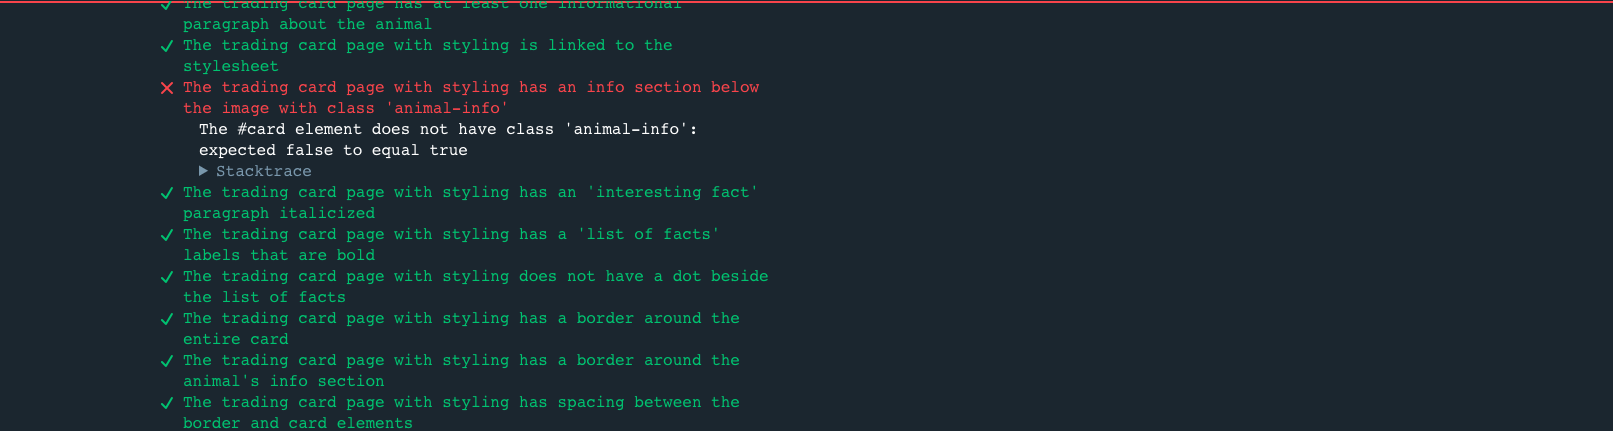 The trading card page has at least one informational
paragraph about the animal
The trading card page with styling is linked to the
stylesheet
The trading card page with styling has an info section below
the image with class 'animal-info'
The #card element does not have class 'animal-info':
expected false to equal true
Stacktrace
The trading card page with styling has an 'interesting fact'
paragraph italicized
The trading card page with styling has a 'list of facts'
labels that are bold
The trading card page with styling does not have a dot beside
the list of facts
The trading card page with styling has a border around the
entire card
The trading card page with styling has a border around the
animal's info section
The trading card page with styling has spacing between the
border and card elements